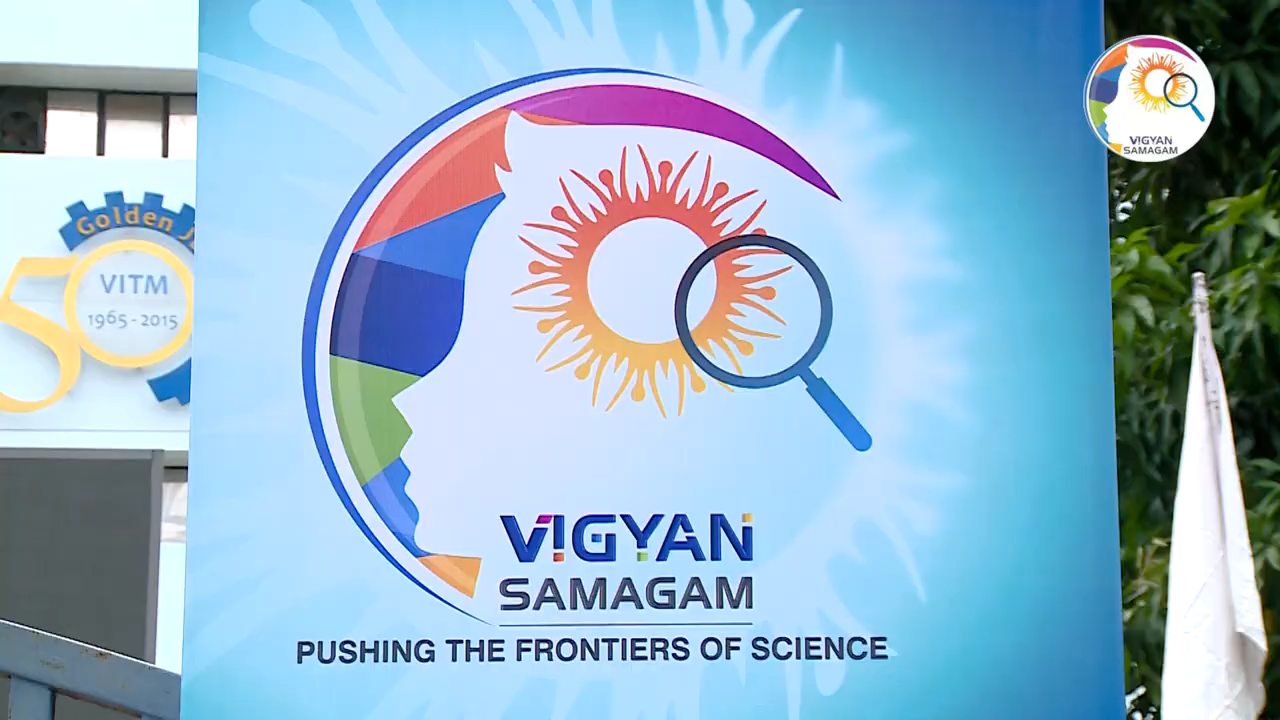 Golden
50
VITM
1965 - 2015
VIGYAN
SAMAGAM
PUSHING THE FRONTIERS OF SCIENCE
VIGYAN
SAMAGAM